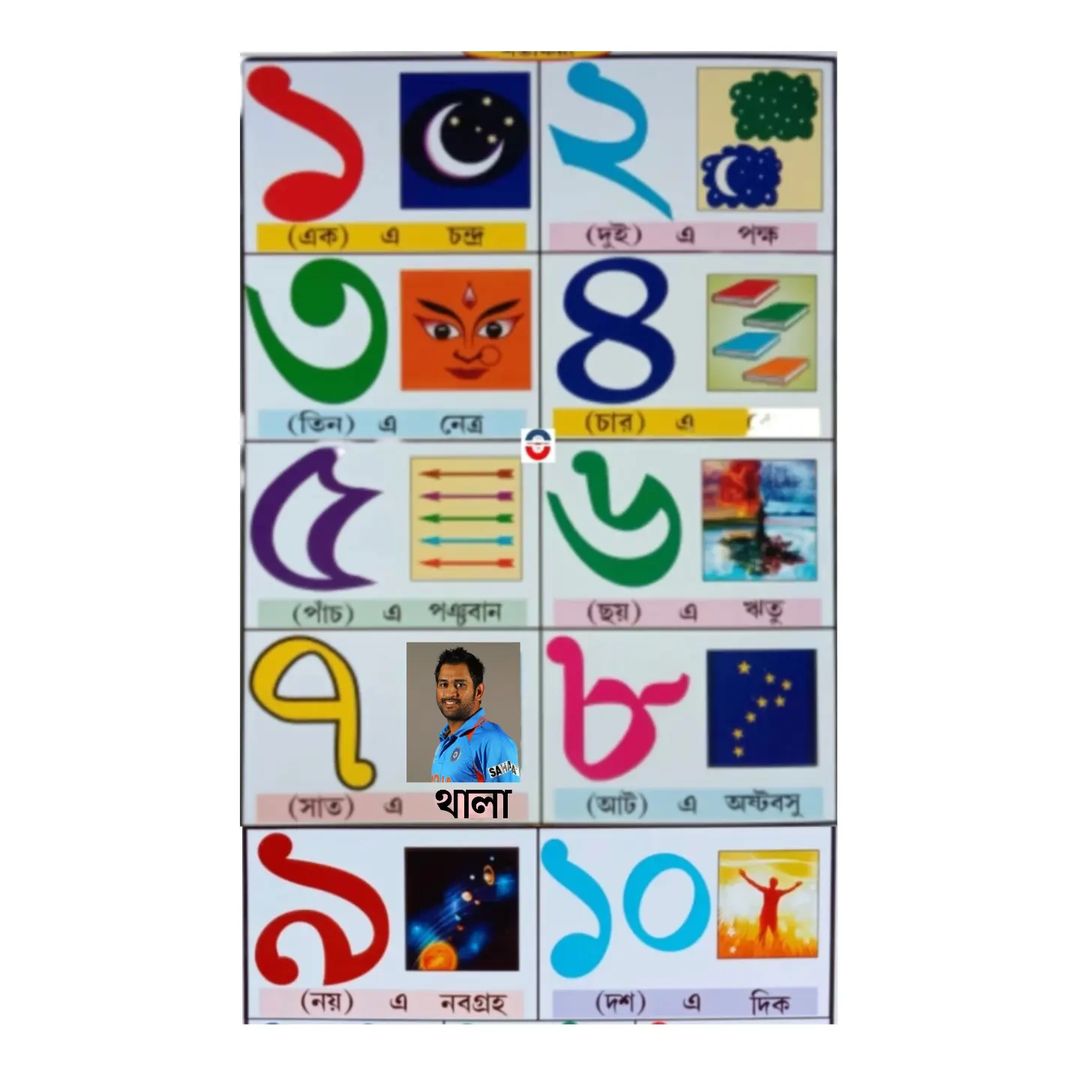 ১ ২
(এক) এ চন্দ্র (দুই) এ পক্ষ
৩ ৪
(তিন) এ নেত্র (চার) এ
৫ ৬
(পাঁচ) এ পঞ্চবান (ছয়) এ ঋতু
৭ ৮
SAHARA
(সাত) এ থালা (আট) এ অষ্টবসু
৯ ১০
(নয়) এ নবগ্রহ (দশ) এ দিক